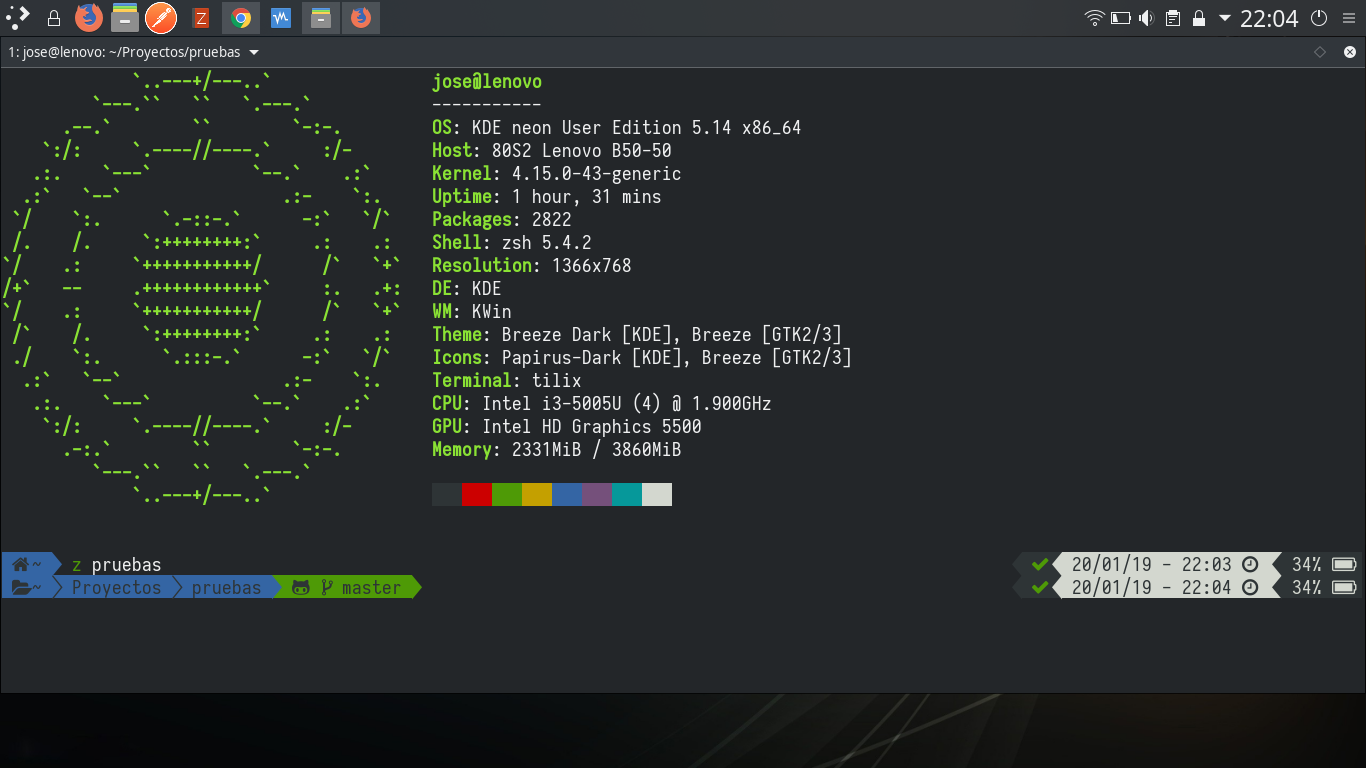 22:04
1: jose@lenovo: ~/Proyectos/pruebas
jose@lenovo
-----------
OS: KDE neon User Edition 5.14 x86_64
Host: 80S2 Lenovo B50-50
Kernel: 4.15.0-43-generic
Uptime: 1 hour, 31 mins
Packages: 2822
Shell: zsh 5.4.2
Resolution: 1366x768
DE: KDE
WM: KWin
Theme: Breeze Dark [KDE], Breeze [GTK2/3]
Icons: Papirus-Dark [KDE], Breeze [GTK2/3]
Terminal: tilix
CPU: Intel i3-5005U (4) @ 1.900GHz
GPU: Intel HD Graphics 5500
Memory: 2331MiB / 3860MiB
~ z pruebas 20/01/19 - 22:03 34%
~ Proyectos pruebas master 20/01/19 - 22:04 34%